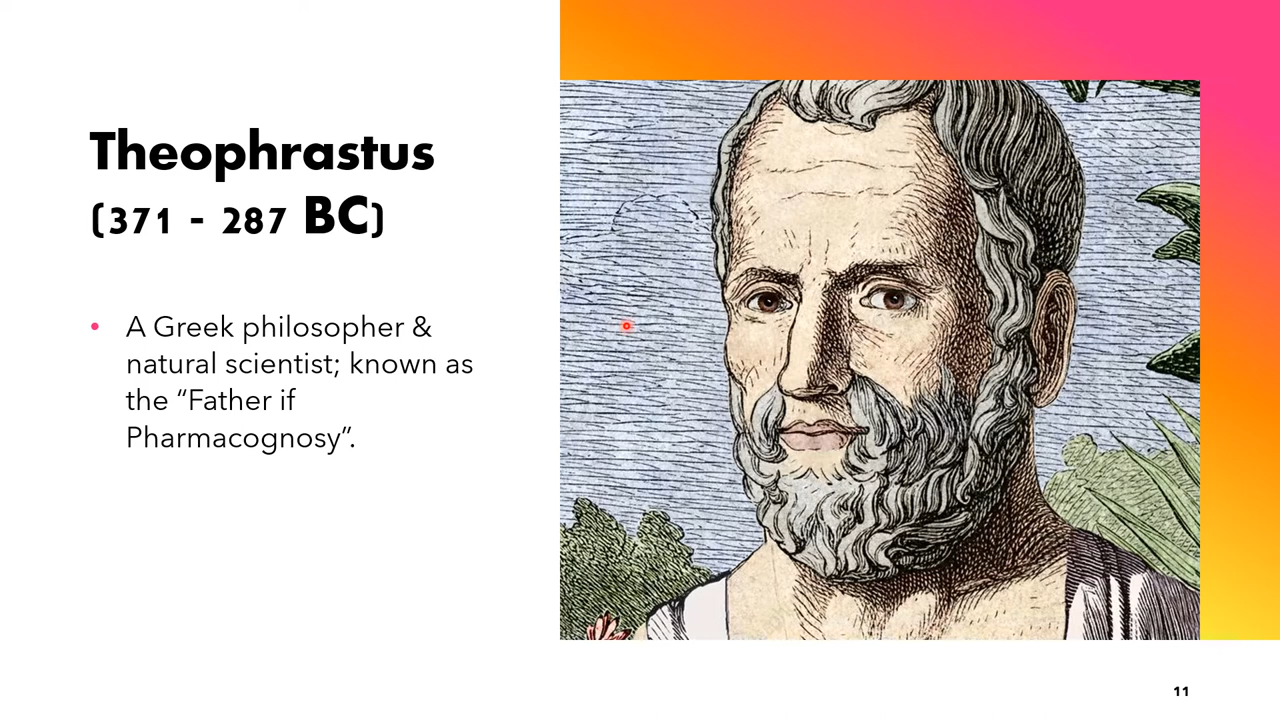 Theophrastus
(371 - 287 BC)
• A Greek philosopher &
natural scientist; known as
the “Father if
Pharmacognosy”.
11